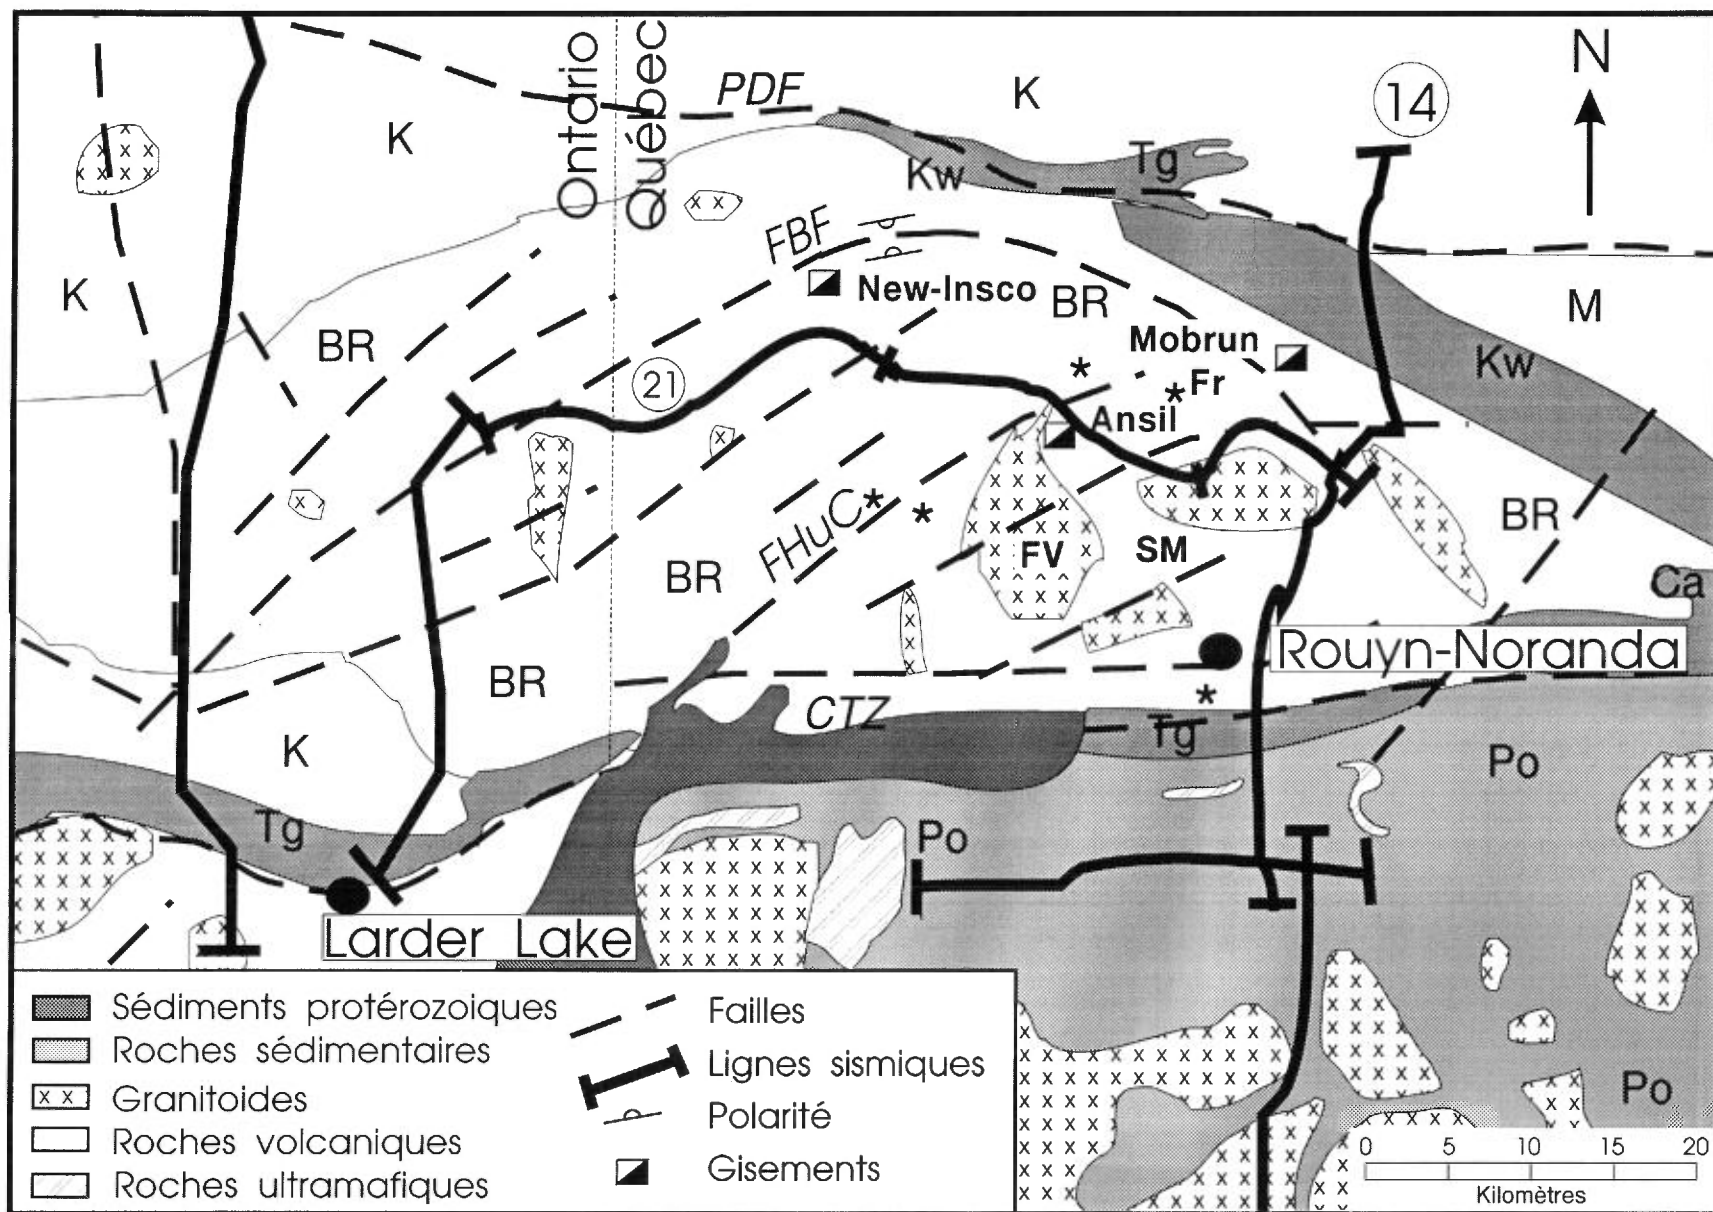 Ontario
Québec
PDF
K
14
N
K
Tg
Kw
FBF
K
New-Insco
BR
M
BR
Mobrun
Kw
21
Fr
Ansil
FHuC
BR
BR
FV
SM
Ca
Rouyn-Noranda
BR
CTZ
Tg
K
Po
Tg
Po
Larder Lake
Po
Sédiments protérozoiques
Roches sédimentaires
Granitoides
Roches volcaniques
Roches ultramafiques
Failles
Lignes sismiques
Polarité
Gisements
0 5 10 15 20
Kilomètres